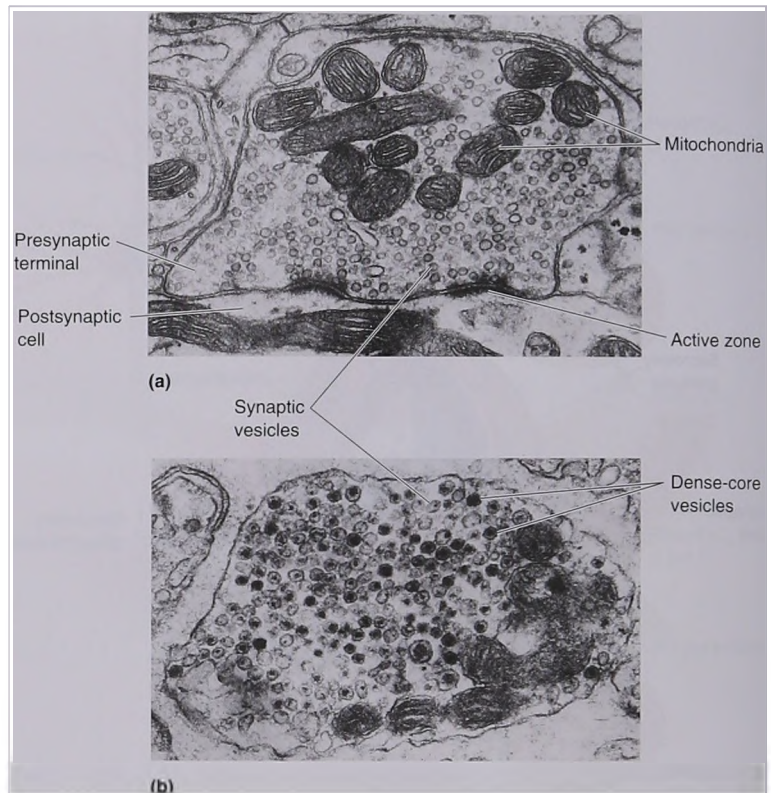 Mitochondria
Presynaptic
terminal
Postsynaptic
cell
Active zone
(a)
Synaptic
vesicles
Dense-core
vesicles
(b)